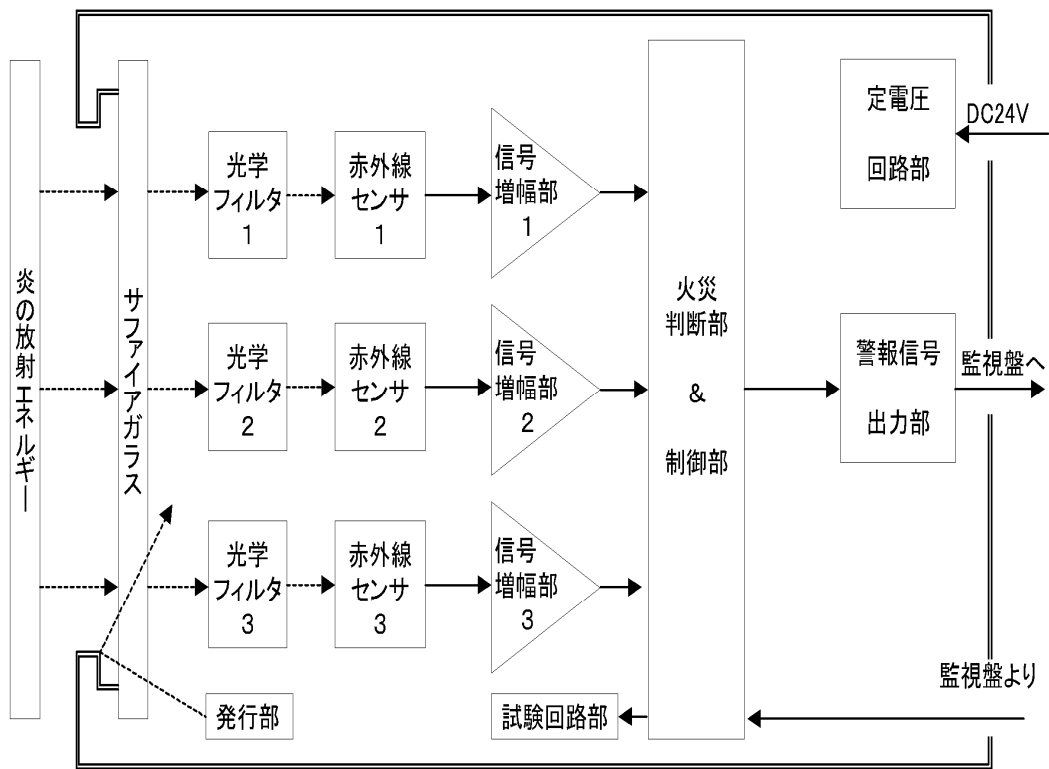 炎の放射エネルギー
サファイアガラス
光学
フィルタ
1
赤外線
センサ
1
信号
増幅部
1
光学
フィルタ
2
赤外線
センサ
2
信号
増幅部
2
光学
フィルタ
3
赤外線
センサ
3
信号
増幅部
3
発行部
試験回路部
火災
判断部
&
制御部
定電圧
回路部
DC24V
警報信号
出力部
監視盤へ
監視盤より